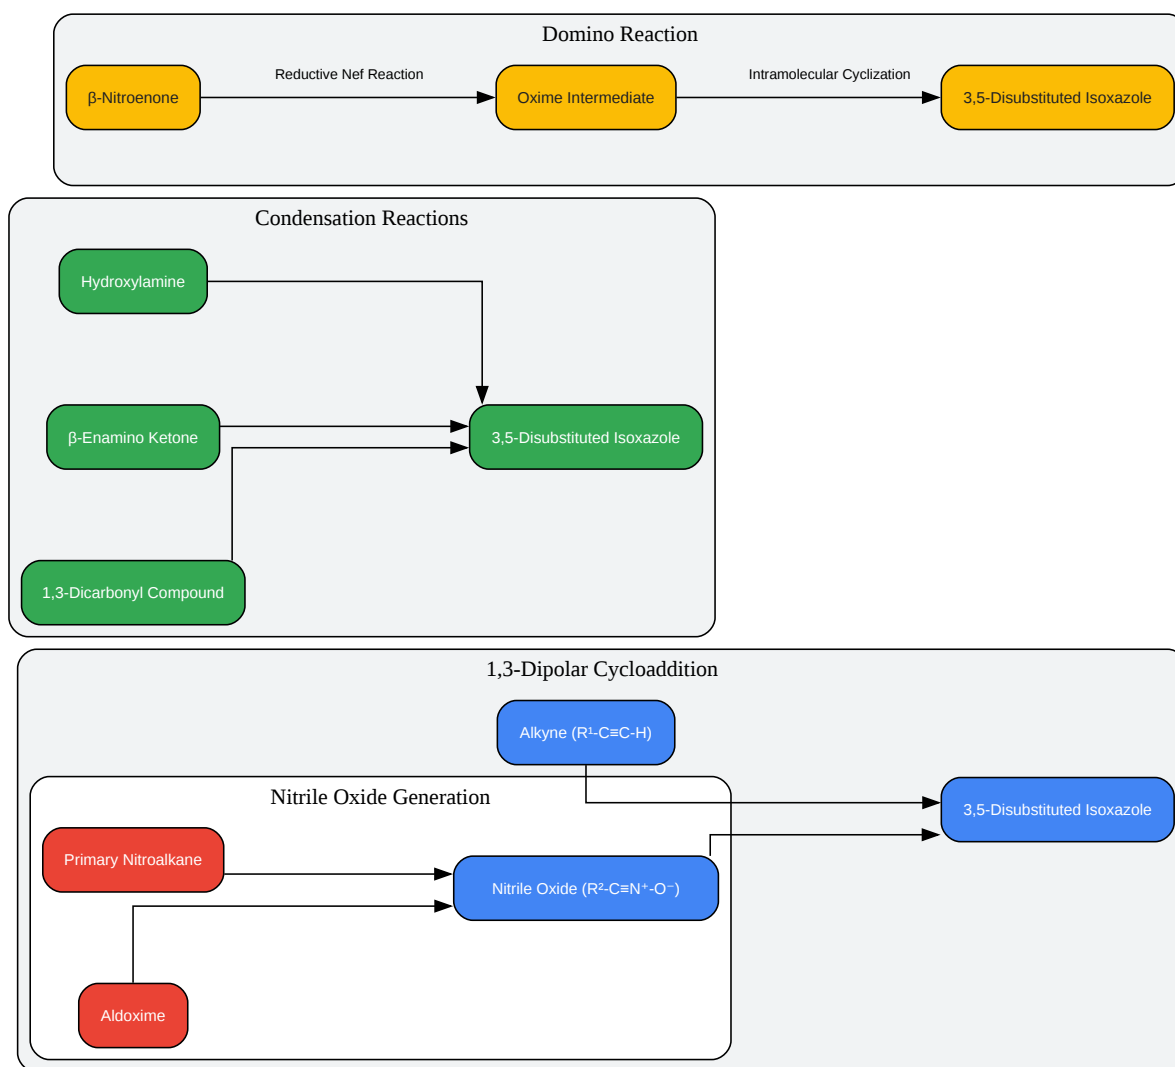 Domino Reaction
β-Nitroenone
Reductive Nef Reaction
Oxime Intermediate
Intramolecular Cyclization
3,5-Disubstituted Isoxazole
Condensation Reactions
Hydroxylamine
β-Enamino Ketone
3,5-Disubstituted Isoxazole
1,3-Dicarbonyl Compound
1,3-Dipolar Cycloaddition
Alkyne (R¹-C≡C-H)
Nitrile Oxide Generation
3,5-Disubstituted Isoxazole
Primary Nitroalkane
Nitrile Oxide (R²-C≡N⁺-O⁻)
Aldoxime